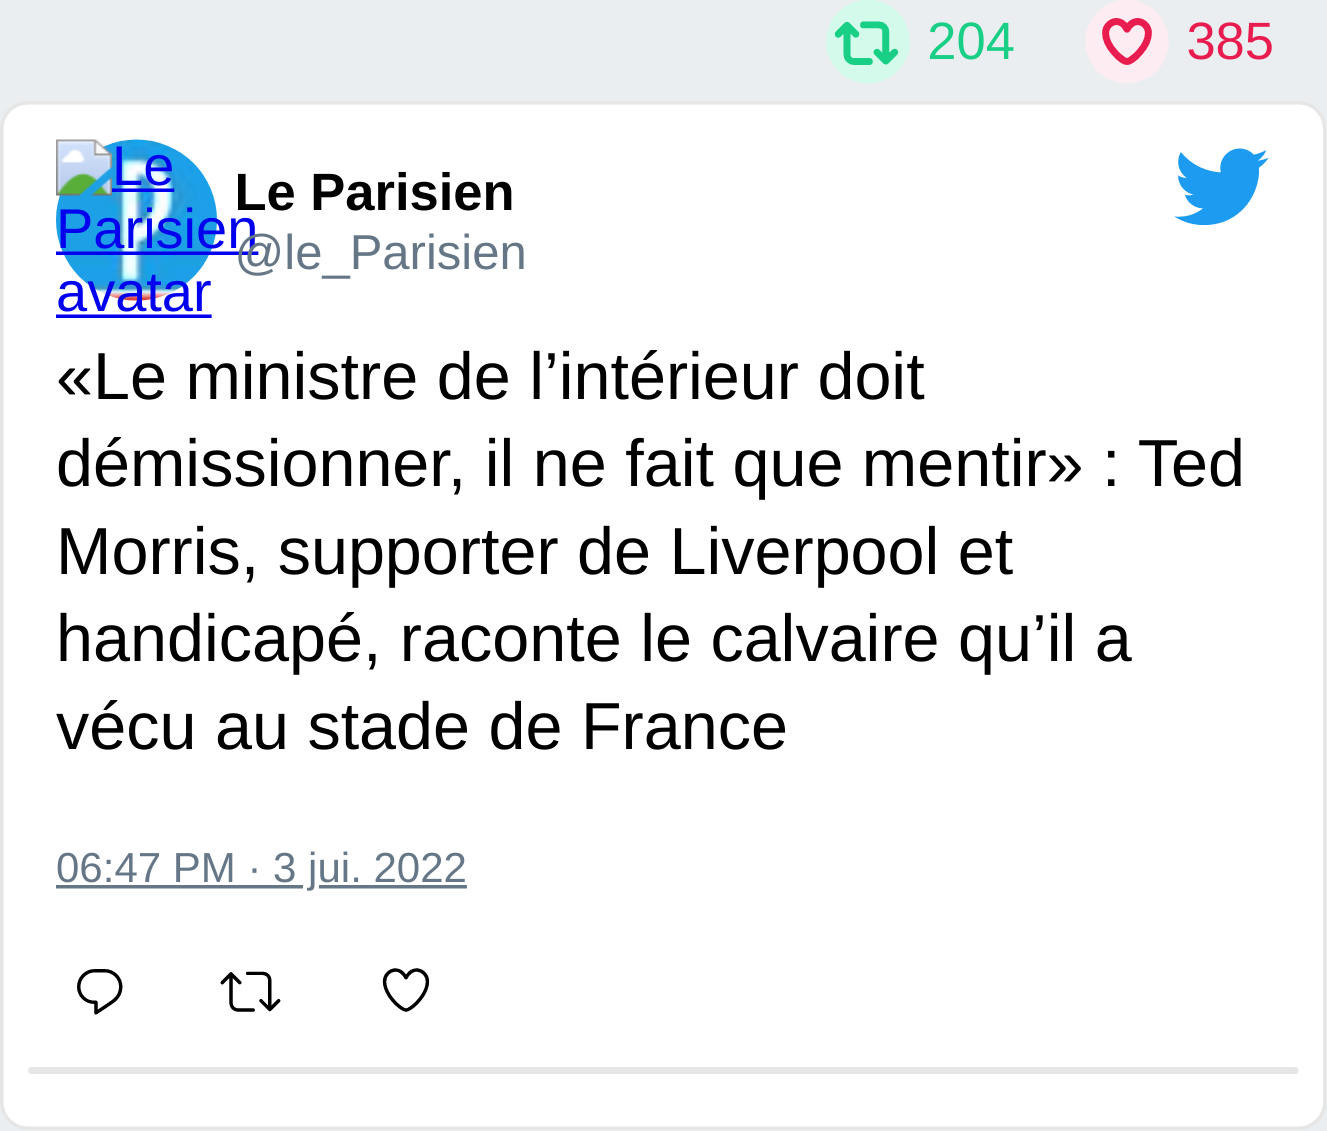 204 385
Le
Parisien
avatar
Le Parisien
@le_Parisien
«Le ministre de l’intérieur doit
démissionner, il ne fait que mentir» : Ted
Morris, supporter de Liverpool et
handicapé, raconte le calvaire qu’il a
vécu au stade de France
06:47 PM · 3 jui. 2022